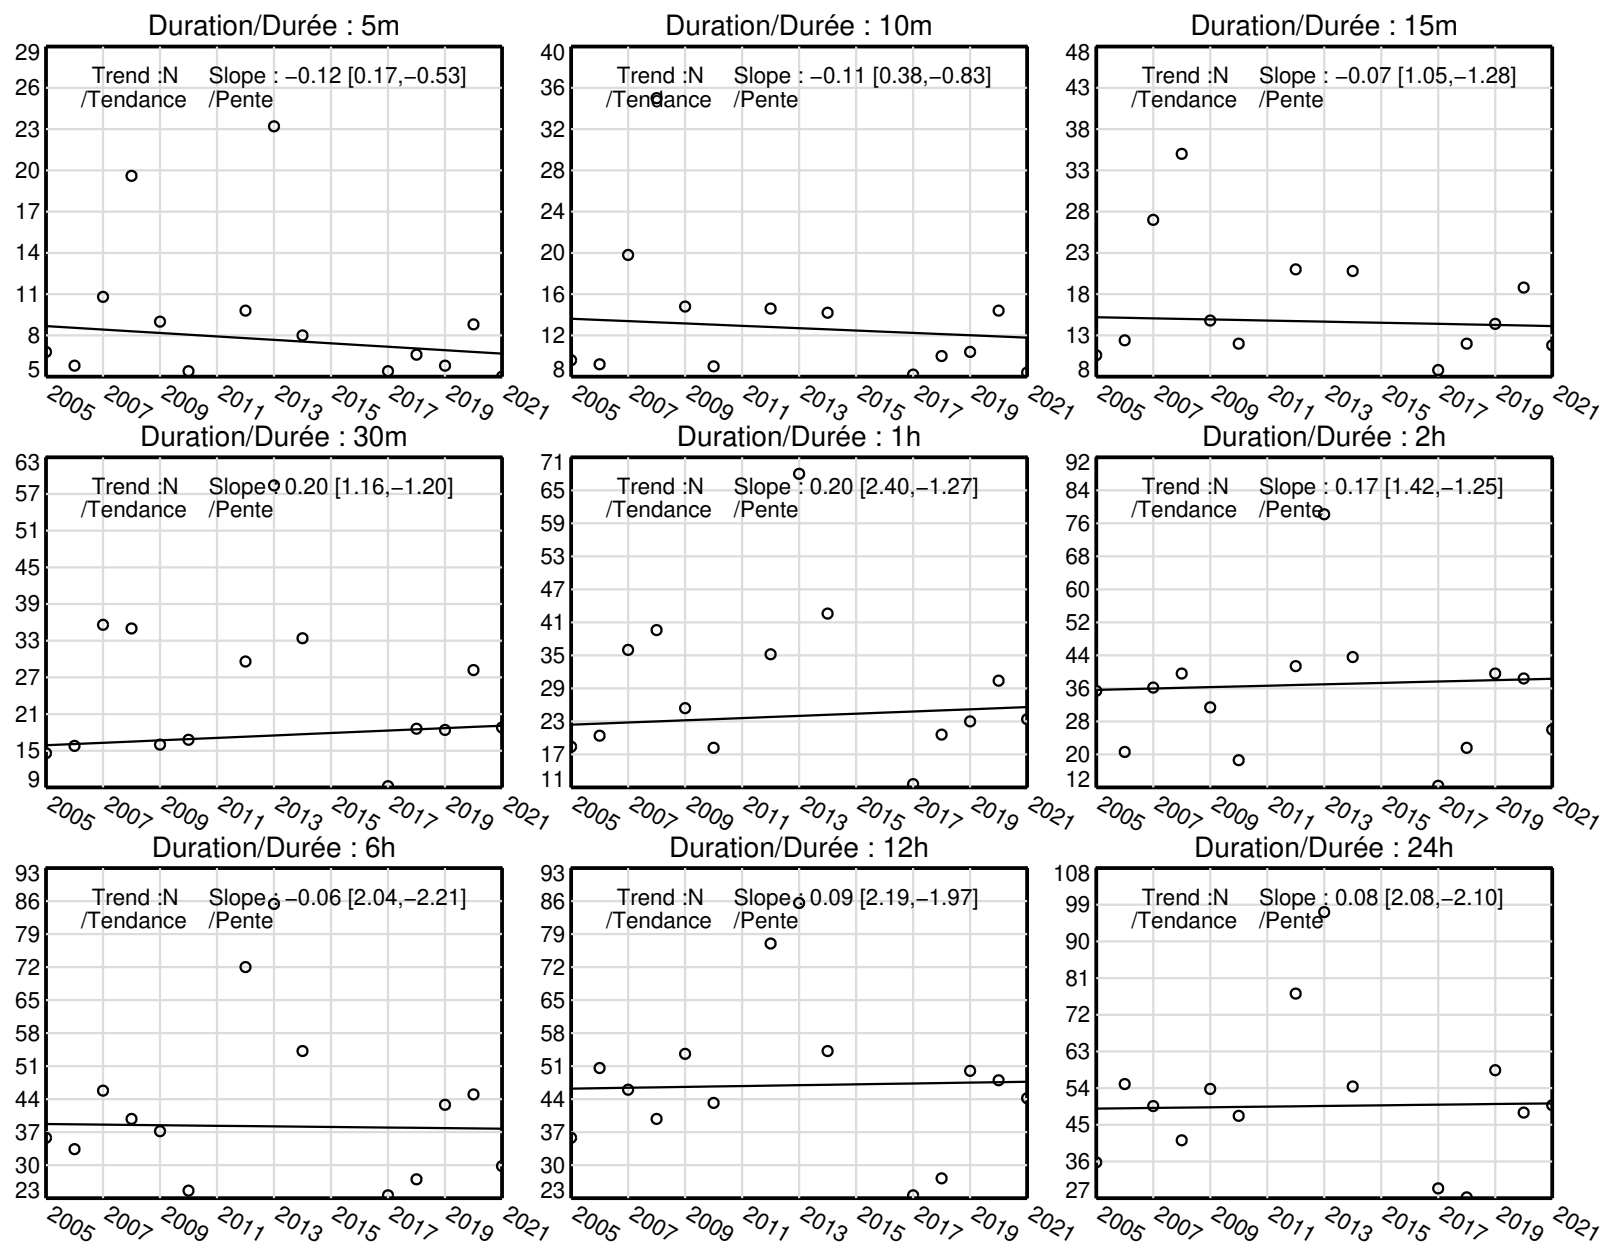 Duration/Durée : 5m
Trend :N Slope : −0.12 [0.17,−0.53]
/Tendance /Pente
29
26
23
20
17
14
11
8
5
2005 2007 2009 2011 2013 2015 2017 2019 2021
Duration/Durée : 10m
Trend :N Slope : −0.11 [0.38,−0.83]
/Tendance /Pente
40
36
32
28
24
20
16
12
8
2005 2007 2009 2011 2013 2015 2017 2019 2021
Duration/Durée : 15m
Trend :N Slope : −0.07 [1.05,−1.28]
/Tendance /Pente
48
43
38
33
28
23
18
13
8
2005 2007 2009 2011 2013 2015 2017 2019 2021
Duration/Durée : 30m
Trend :N Slope : 0.20 [1.16,−1.20]
/Tendance /Pente
63
57
51
45
39
33
27
21
15
9
2005 2007 2009 2011 2013 2015 2017 2019 2021
Duration/Durée : 1h
Trend :N Slope : 0.20 [2.40,−1.27]
/Tendance /Pente
71
65
59
53
47
41
35
29
23
17
11
2005 2007 2009 2011 2013 2015 2017 2019 2021
Duration/Durée : 2h
Trend :N Slope : 0.17 [1.42,−1.25]
/Tendance /Pente
92
84
76
68
60
52
44
36
28
20
12
2005 2007 2009 2011 2013 2015 2017 2019 2021
Duration/Durée : 6h
Trend :N Slope : −0.06 [2.04,−2.21]
/Tendance /Pente
93
86
79
72
65
58
51
44
37
30
23
2005 2007 2009 2011 2013 2015 2017 2019 2021
Duration/Durée : 12h
Trend :N Slope : 0.09 [2.19,−1.97]
/Tendance /Pente
93
86
79
72
65
58
51
44
37
30
23
2005 2007 2009 2011 2013 2015 2017 2019 2021
Duration/Durée : 24h
Trend :N Slope : 0.08 [2.08,−2.10]
/Tendance /Pente
108
99
90
81
72
63
54
45
36
27
2005 2007 2009 2011 2013 2015 2017 2019 2021